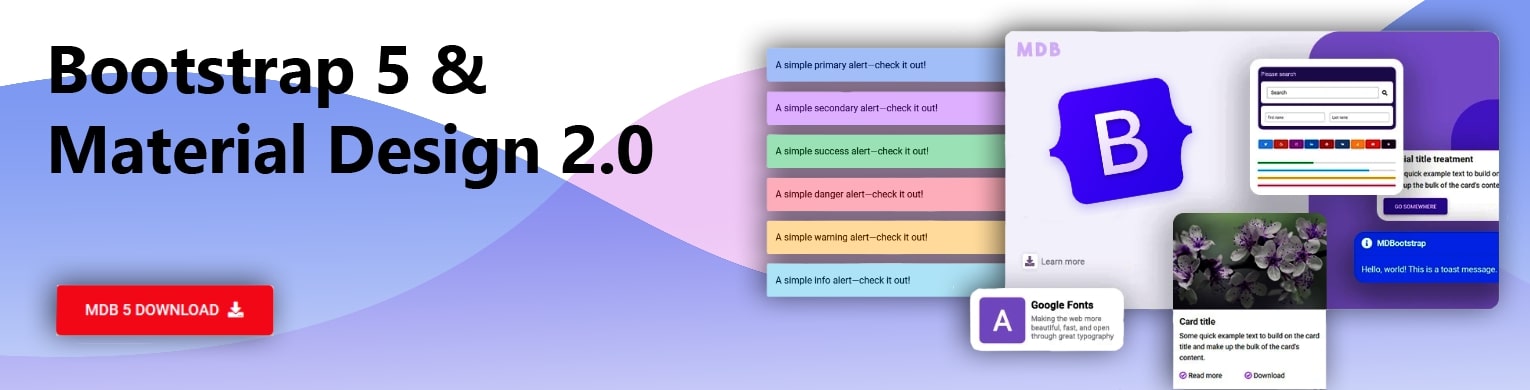 Bootstrap 5 &
Material Design 2.0
MDB 5 DOWNLOAD
A simple primary alert—check it out!
A simple secondary alert—check it out!
A simple success alert—check it out!
A simple danger alert—check it out!
A simple warning alert—check it out!
A simple info alert—check it out!
MDB
B
Learn more
A
Google Fonts
Making the web more
beautiful, fast, and open
through great typography
Please search
Search
First name
Last name
ial title treatment
quick example text to build on
up the bulk of the card's conte
GO SOMEWHERE
MDBootstrap
Hello, world! This is a toast message.
Card title
Some quick example text to build on the card
title and make up the bulk of the card's
content.
Read more
Download